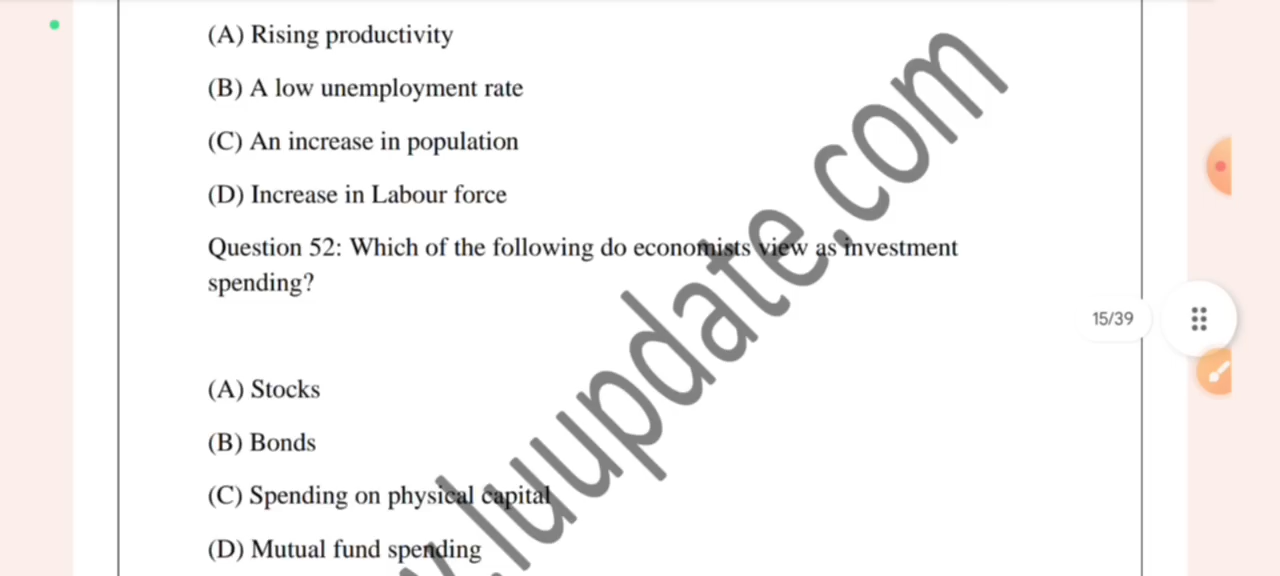 (A) Rising productivity
(B) A low unemployment rate
(C) An increase in population
(D) Increase in Labour force
Question 52: Which of the following do economists view as investment
spending?
15/39
(A) Stocks
(B) Bonds
(C) Spending on physical capital
(D) Mutual fund spending
.luupdate.com